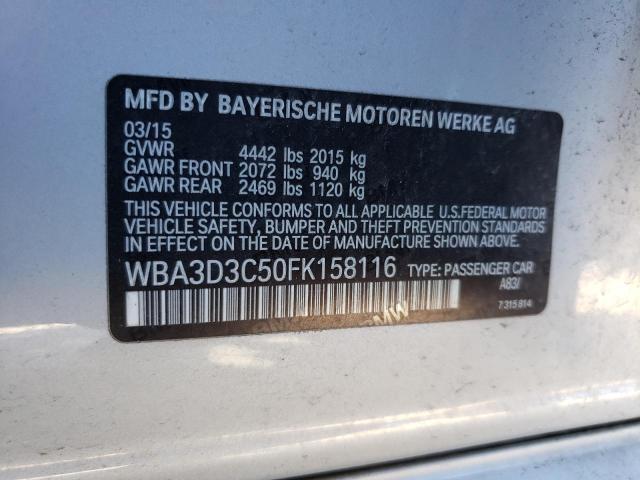 MFD BY BAYERISCHE MOTOREN WERKE AG
03/15
GVWR 4442 lbs 2015 kg
GAWR FRONT 2072 lbs 940 kg
GAWR REAR 2469 lbs 1120 kg
THIS VEHICLE CONFORMS TO ALL APPLICABLE U.S.FEDERAL MOTOR
VEHICLE SAFETY, BUMPER, AND THEFT PREVENTION STANDARDS
IN EFFECT ON THE DATE OF MANUFACTURE SHOWN ABOVE.
WBA3D3C50FK158116 TYPE: PASSENGER CAR
A83/
7 315 814
BMW